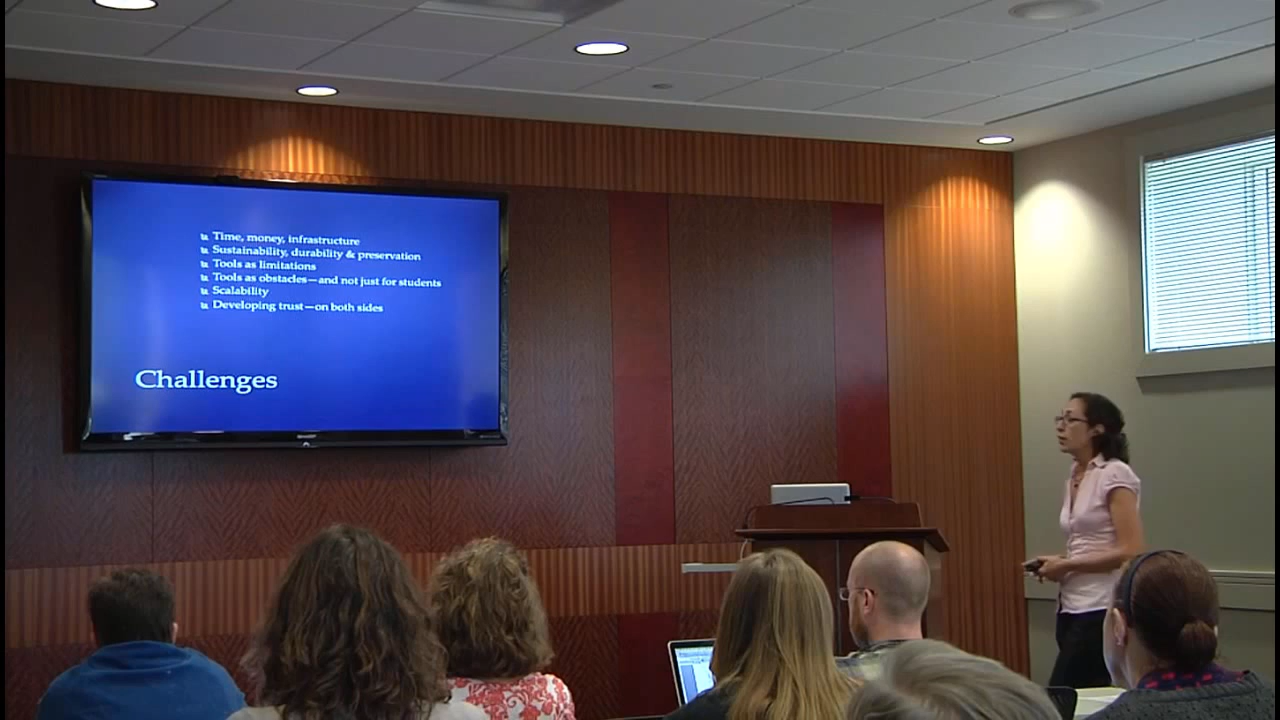 Time, money, infrastructure
Sustainability, durability & preservation
Tools as limitations
Tools as obstacles—and not just for students
Scalability
Developing trust—on both sides
Challenges
SHARP